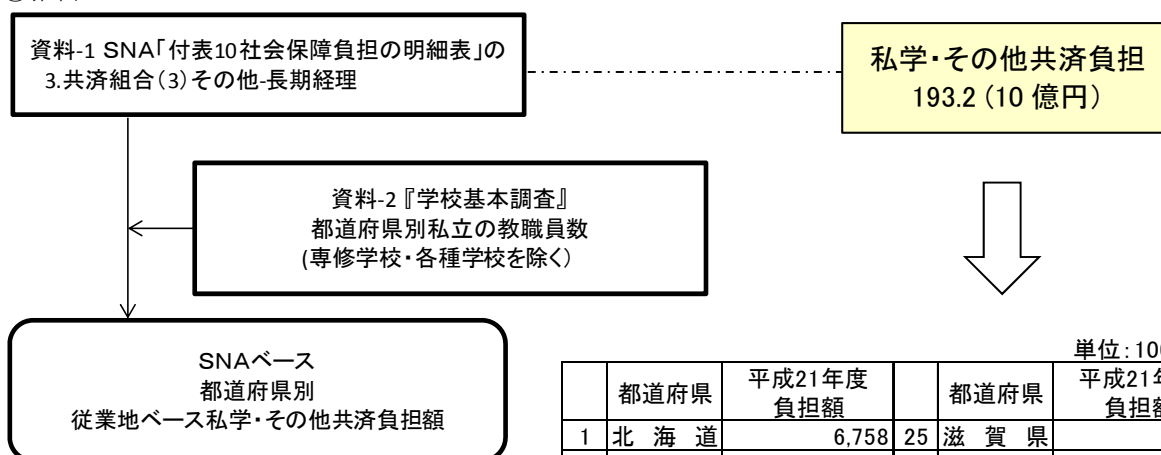 資料-1 SNA「付表10社会保障負担の明細表」の
3.共済組合(3)その他-長期経理
私学・その他共済負担
193.2（10億円）
資料-2『学校基本調査』
都道府県別私立の教職員数
(専修学校・各種学校を除く)
SNAベース
都道府県別
従業地ベース私学・その他共済負担額
単位：10
都道府県 平成21年度 負担額 都道府県 平成21年 負担
1 北海道 6,758 25 滋賀県